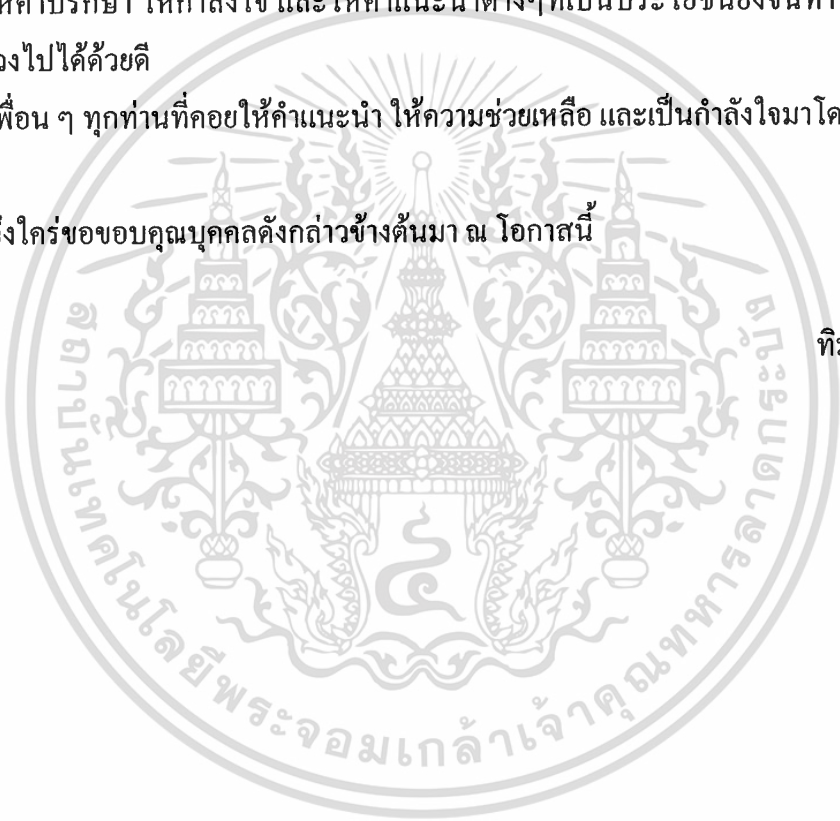 ให้คำปรึกษา ให้กำลังใจ และให้คำแนะนำต่างๆที่เป็นประโยชน์ยิ่งจนทำ
ไปได้ด้วยดี
เพื่อน ๆ ทุกท่านที่คอยให้คำแนะนำ ให้ความช่วยเหลือ และเป็นกำลังใจมาโด
ใคร่ขอขอบคุณบุคคลดังกล่าวข้างต้นมา ณ โอกาสนี้
สถาบันเทคโนโลยีพระจอมเกล้าเจ้าคุณทหารลาดกระบัง